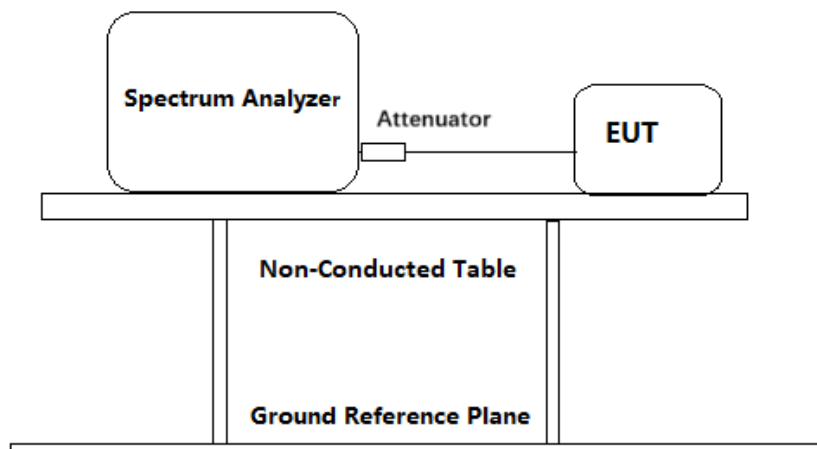 Spectrum Analyzer
Attenuator
EUT
Non-Conducted Table
Ground Reference Plane